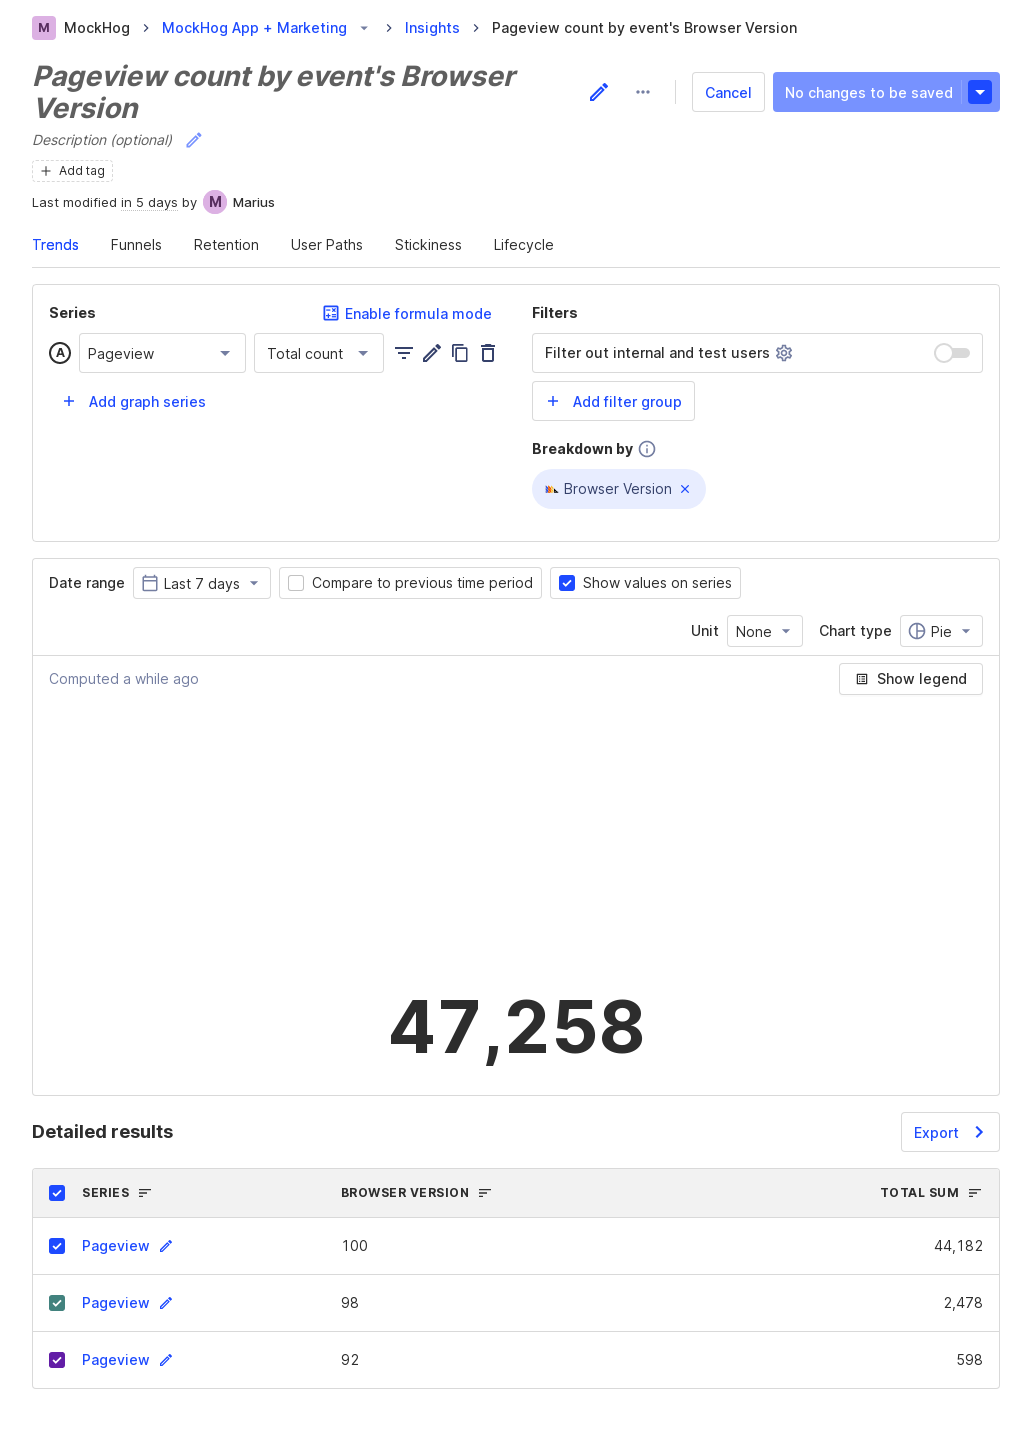 M MockHog MockHog App + Marketing Insights Pageview count by event's Browser Version
Pageview count by event's Browser
Version
Cancel No changes to be saved
Description (optional)
Add tag
Last modified in 5 days by M Marius
Trends Funnels Retention User Paths Stickiness Lifecycle
Series Enable formula mode
A Pageview Total count
Add graph series
Filters
Filter out internal and test users
Add filter group
Breakdown by
Browser Version
Date range Last 7 days Compare to previous time period Show values on series
Unit None Chart type Pie
Computed a while ago Show legend
47,258
Detailed results Export
SERIES BROWSER VERSION TOTAL SUM
Pageview 100 44,182
Pageview 98 2,478
Pageview 92 598